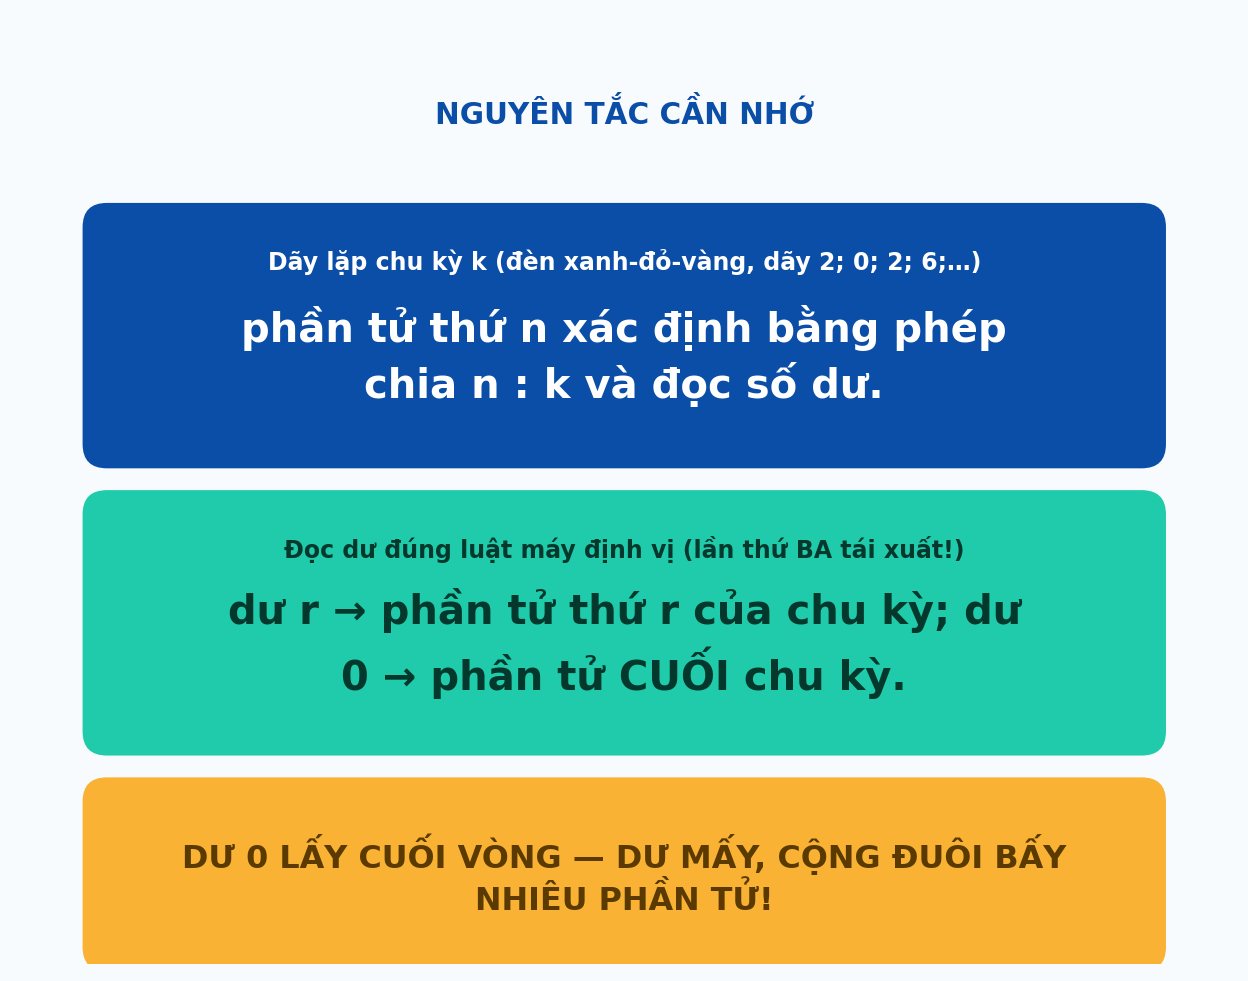 NGUYÊN TẮC CẦN NHỚ
Dãy lặp chu kỳ k (đèn xanh-đỏ-vàng, dãy 2; 0; 2; 6;…)
phần tử thứ n xác định bằng phép
chia n : k và đọc số dư.
Đọc dư đúng luật máy định vị (lần thứ BA tái xuất!)
dư r → phần tử thứ r của chu kỳ; dư
0 → phần tử CUỐI chu kỳ.
DƯ 0 LẤY CUỐI VÒNG — DƯ MẤY, CỘNG ĐUÔI BẤY
NHIÊU PHẦN TỬ!